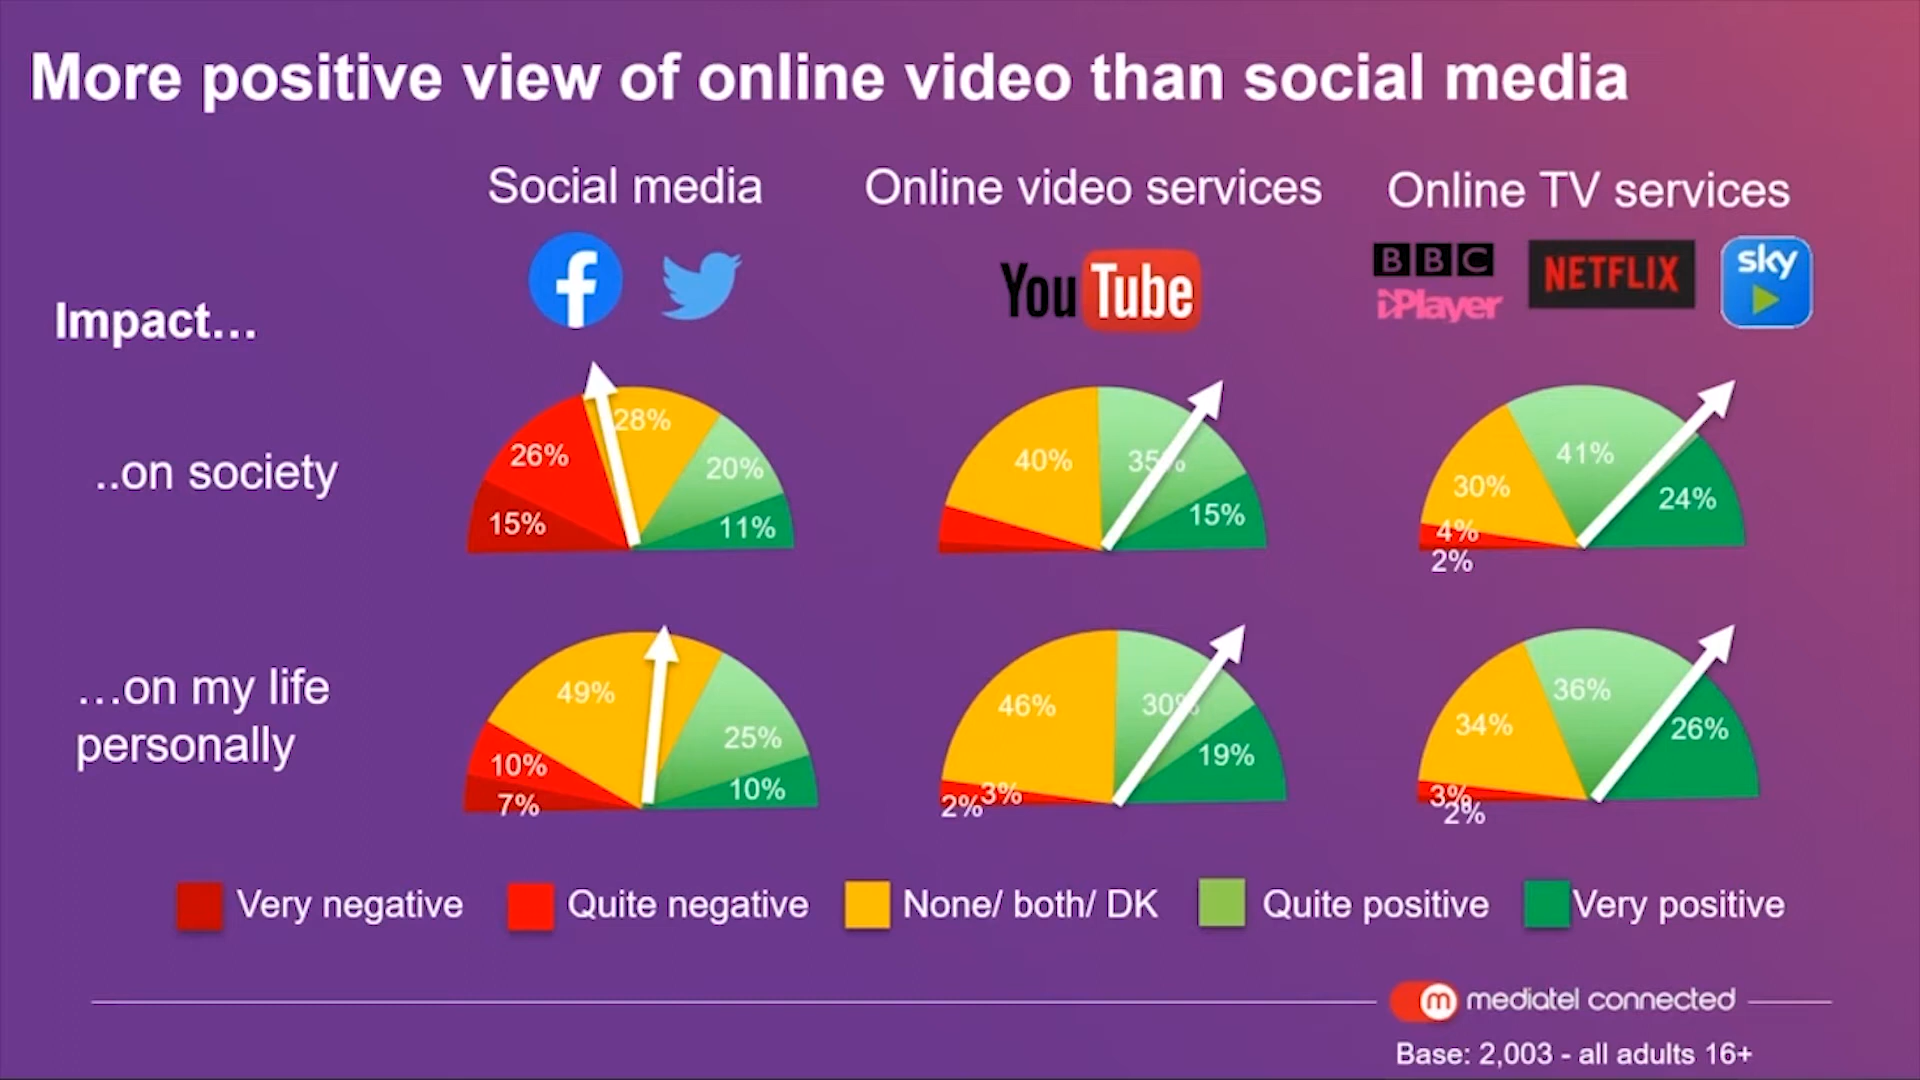 More positive view of online video than social media
Social media
Online video services
Online TV services
f
YouTube
BBC
iPlayer
NETFLIX
sky
Impact...
..on society
26%
28%
20%
15%
11%
40%
35%
15%
41%
30%
24%
4%
2%
...on my life
personally
49%
25%
10%
10%
7%
46%
30%
19%
3%
2%
36%
34%
26%
3%
2%
Very negative
Quite negative
None/ both/ DK
Quite positive
Very positive
m mediatel connected
Base: 2,003 - all adults 16+